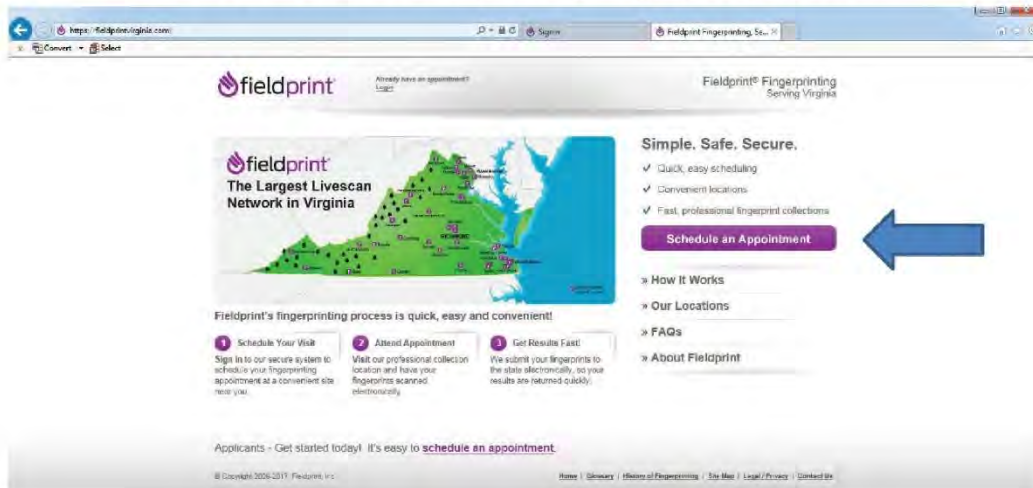 https://fieldprintvirginia.com/
Sign In
Fieldprint Fingerprinting, Se...
Convert
Select
fieldprint
Already have an appointment?
Login
Fieldprint® Fingerprinting
Serving Virginia
fieldprint
The Largest Livescan
Network in Virginia
Simple. Safe. Secure.
Quick, easy scheduling
Convenient locations
Fast, professional fingerprint collections
Schedule an Appointment
» How It Works
» Our Locations
» FAQs
» About Fieldprint
Fieldprint's fingerprinting process is quick, easy and convenient!
1 Schedule Your Visit
Sign in to our secure system to
schedule your fingerprinting
appointment at a convenient site
near you.
2 Attend Appointment
Visit our professional collection
location and have your
fingerprints scanned
electronically.
3 Get Results Fast!
We submit your fingerprints to
the state electronically, so your
results are returned quickly.
Applicants - Get started today! It's easy to schedule an appointment.
© Copyright 2006-2017 Fieldprint, Inc.
Home | Glossary | History of Fingerprinting | Site Map | Legal / Privacy | Contact Us